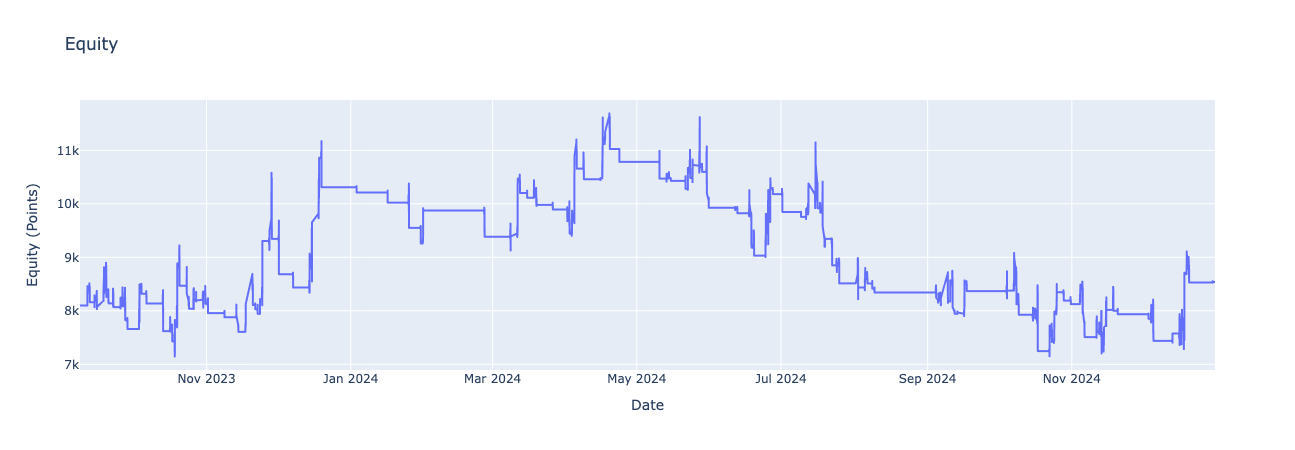 Equity
11k
10k
9k
8k
7k
Equity (Points)
Nov 2023
Jan 2024
Mar 2024
May 2024
Jul 2024
Sep 2024
Nov 2024
Date